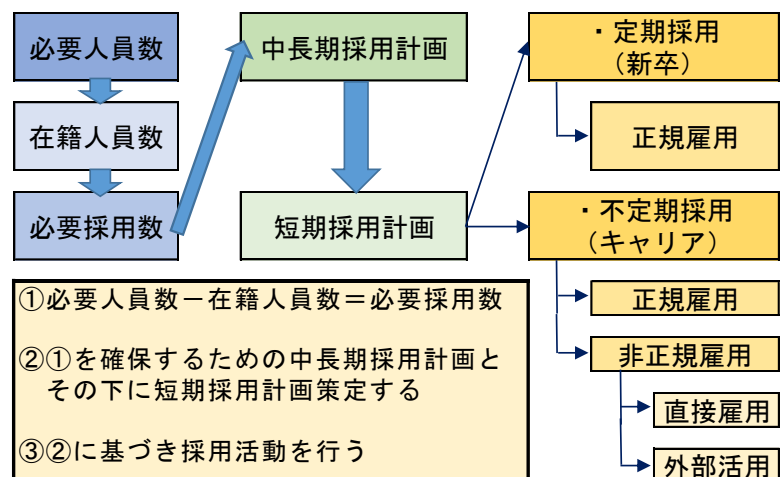 必要人員数
在籍人員数
必要採用数
中長期採用計画
短期採用計画
・定期採用
(新卒)
正規雇用
・不定期採用
(キャリア)
正規雇用
非正規雇用
直接雇用
外部活用
①必要人員数－在籍人員数＝必要採用数
②①を確保するための中長期採用計画と
その下に短期採用計画策定する
③②に基づき採用活動を行う